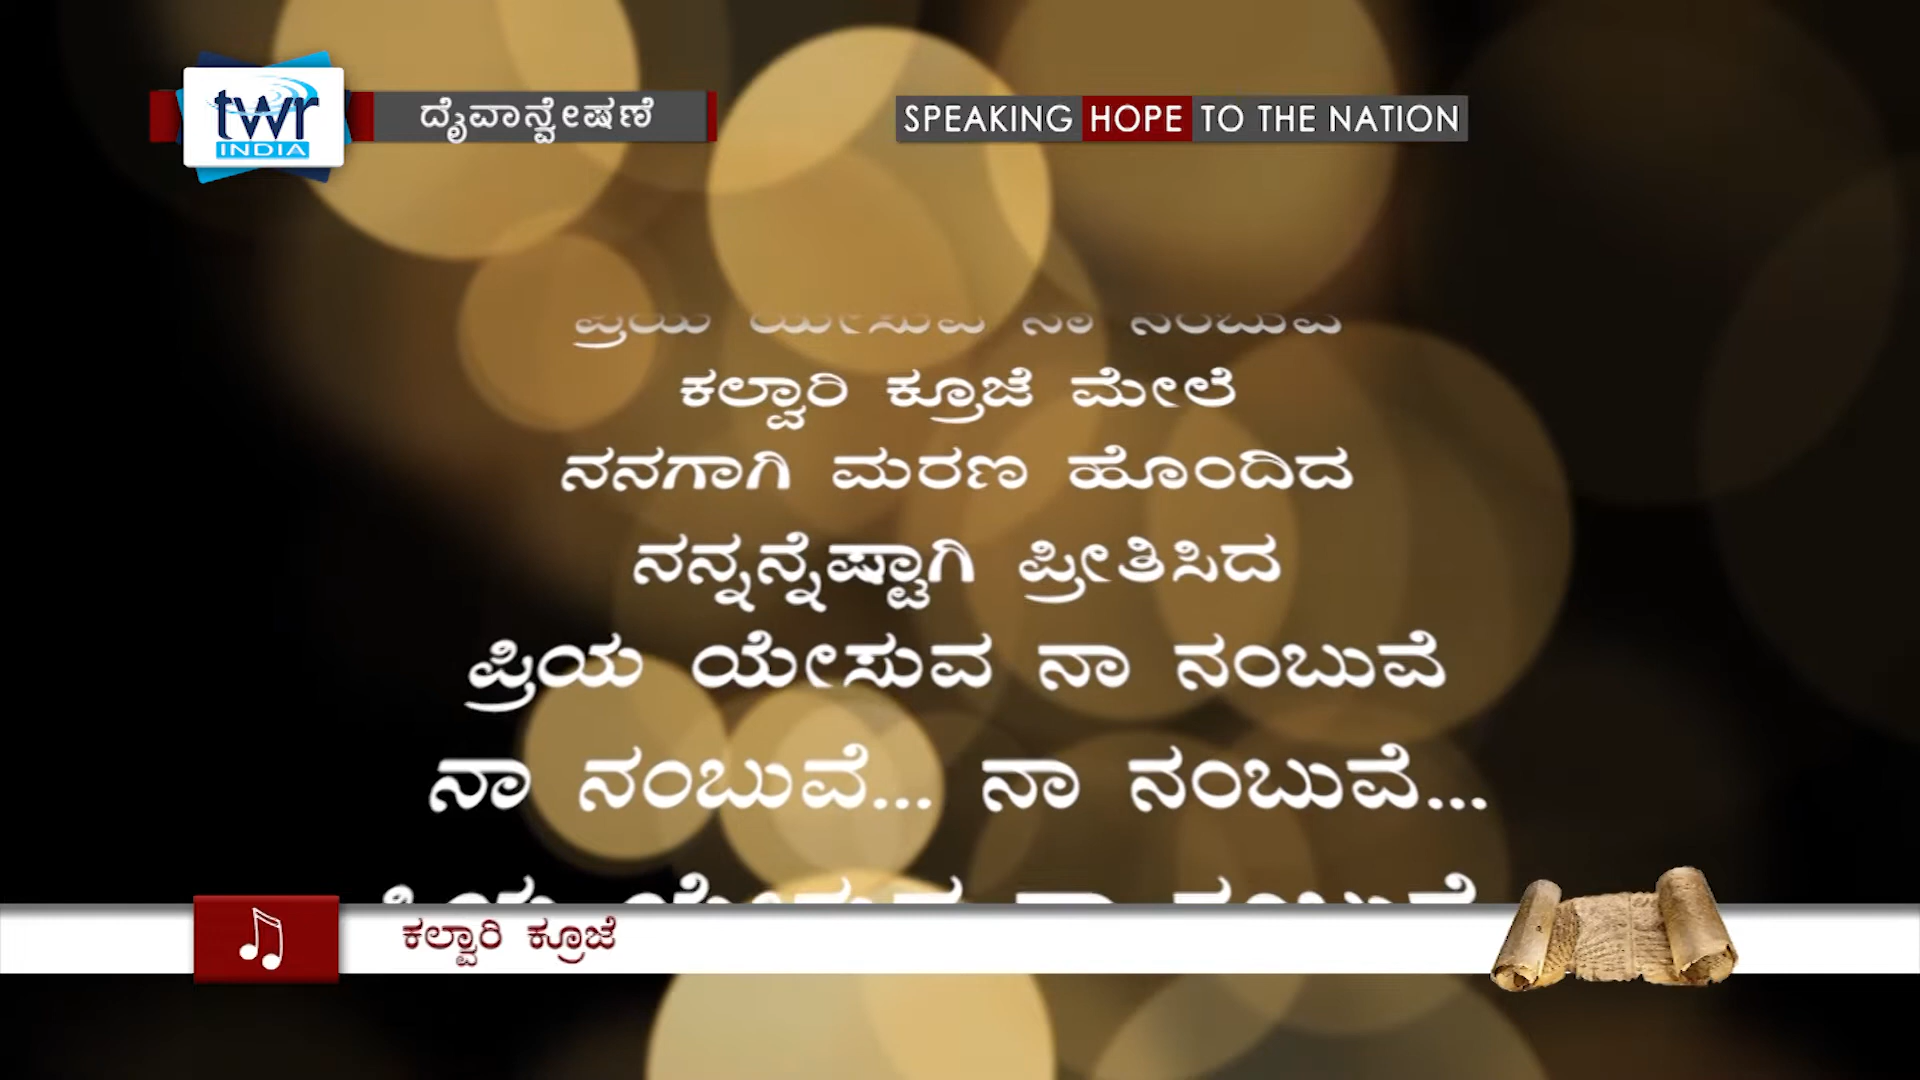 twr
INDIA
ದೈವಾನ್ವೇಷಣೆ
SPEAKING HOPE TO THE NATION
ಪ್ರಿಯ ಯೇಸುವ ನಾ ನಂಬುವೆ
ಕಲ್ವಾರಿ ಕ್ರೂಜೆ ಮೇಲೆ
ನನಗಾಗಿ ಮರಣ ಹೊಂದಿದ
ನನ್ನನ್ನೆಷ್ಟಾಗಿ ಪ್ರೀತಿಸಿದ
ಪ್ರಿಯ ಯೇಸುವ ನಾ ನಂಬುವೆ
ನಾ ನಂಬುವೆ... ನಾ ನಂಬುವೆ...
ಕಲ್ವಾರಿ ಕ್ರೂಜೆ